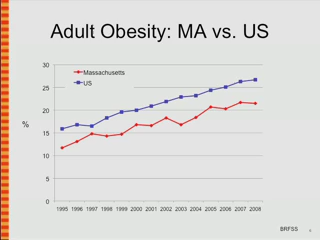 Adult Obesity: MA vs. US
30
25
20
15
10
5
0
%
Massachusetts
US
1995 1996 1997 1998 1999 2000 2001 2002 2003 2004 2005 2006 2007 2008
BRFSS